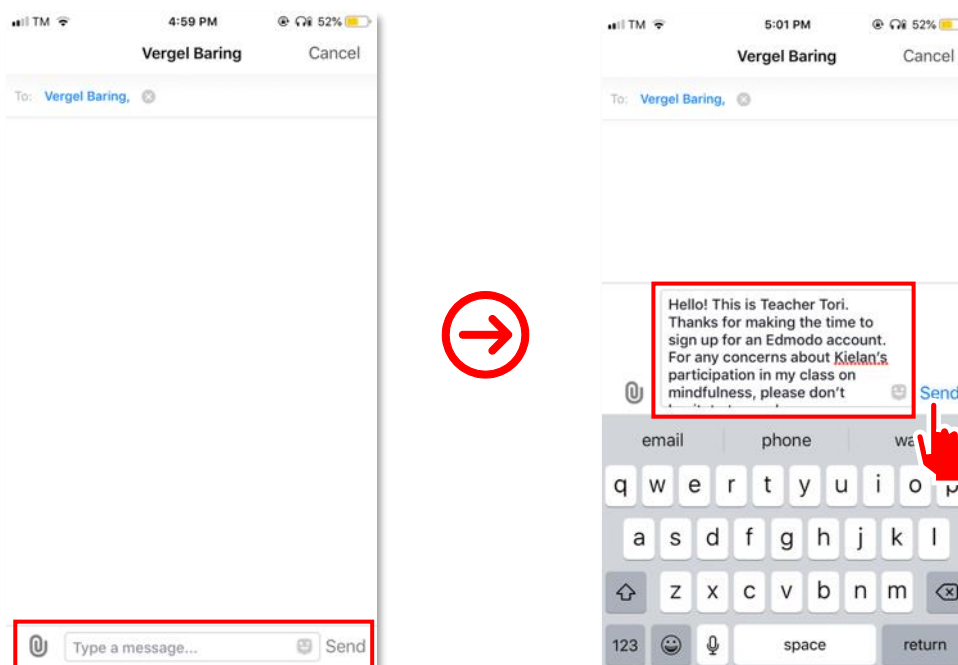 TM 4:59 PM 52%
Vergel Baring Cancel
To: Vergel Baring,
Type a message... Send
TM 5:01 PM 52%
Vergel Baring Cancel
To: Vergel Baring,
Hello! This is Teacher Tori.
Thanks for making the time to
sign up for an Edmodo account.
For any concerns about Kielan's
participation in my class on
mindfulness, please don't
Send
email phone
q w e r t y u i o p
a s d f g h j k l
z x c v b n m
123 space return